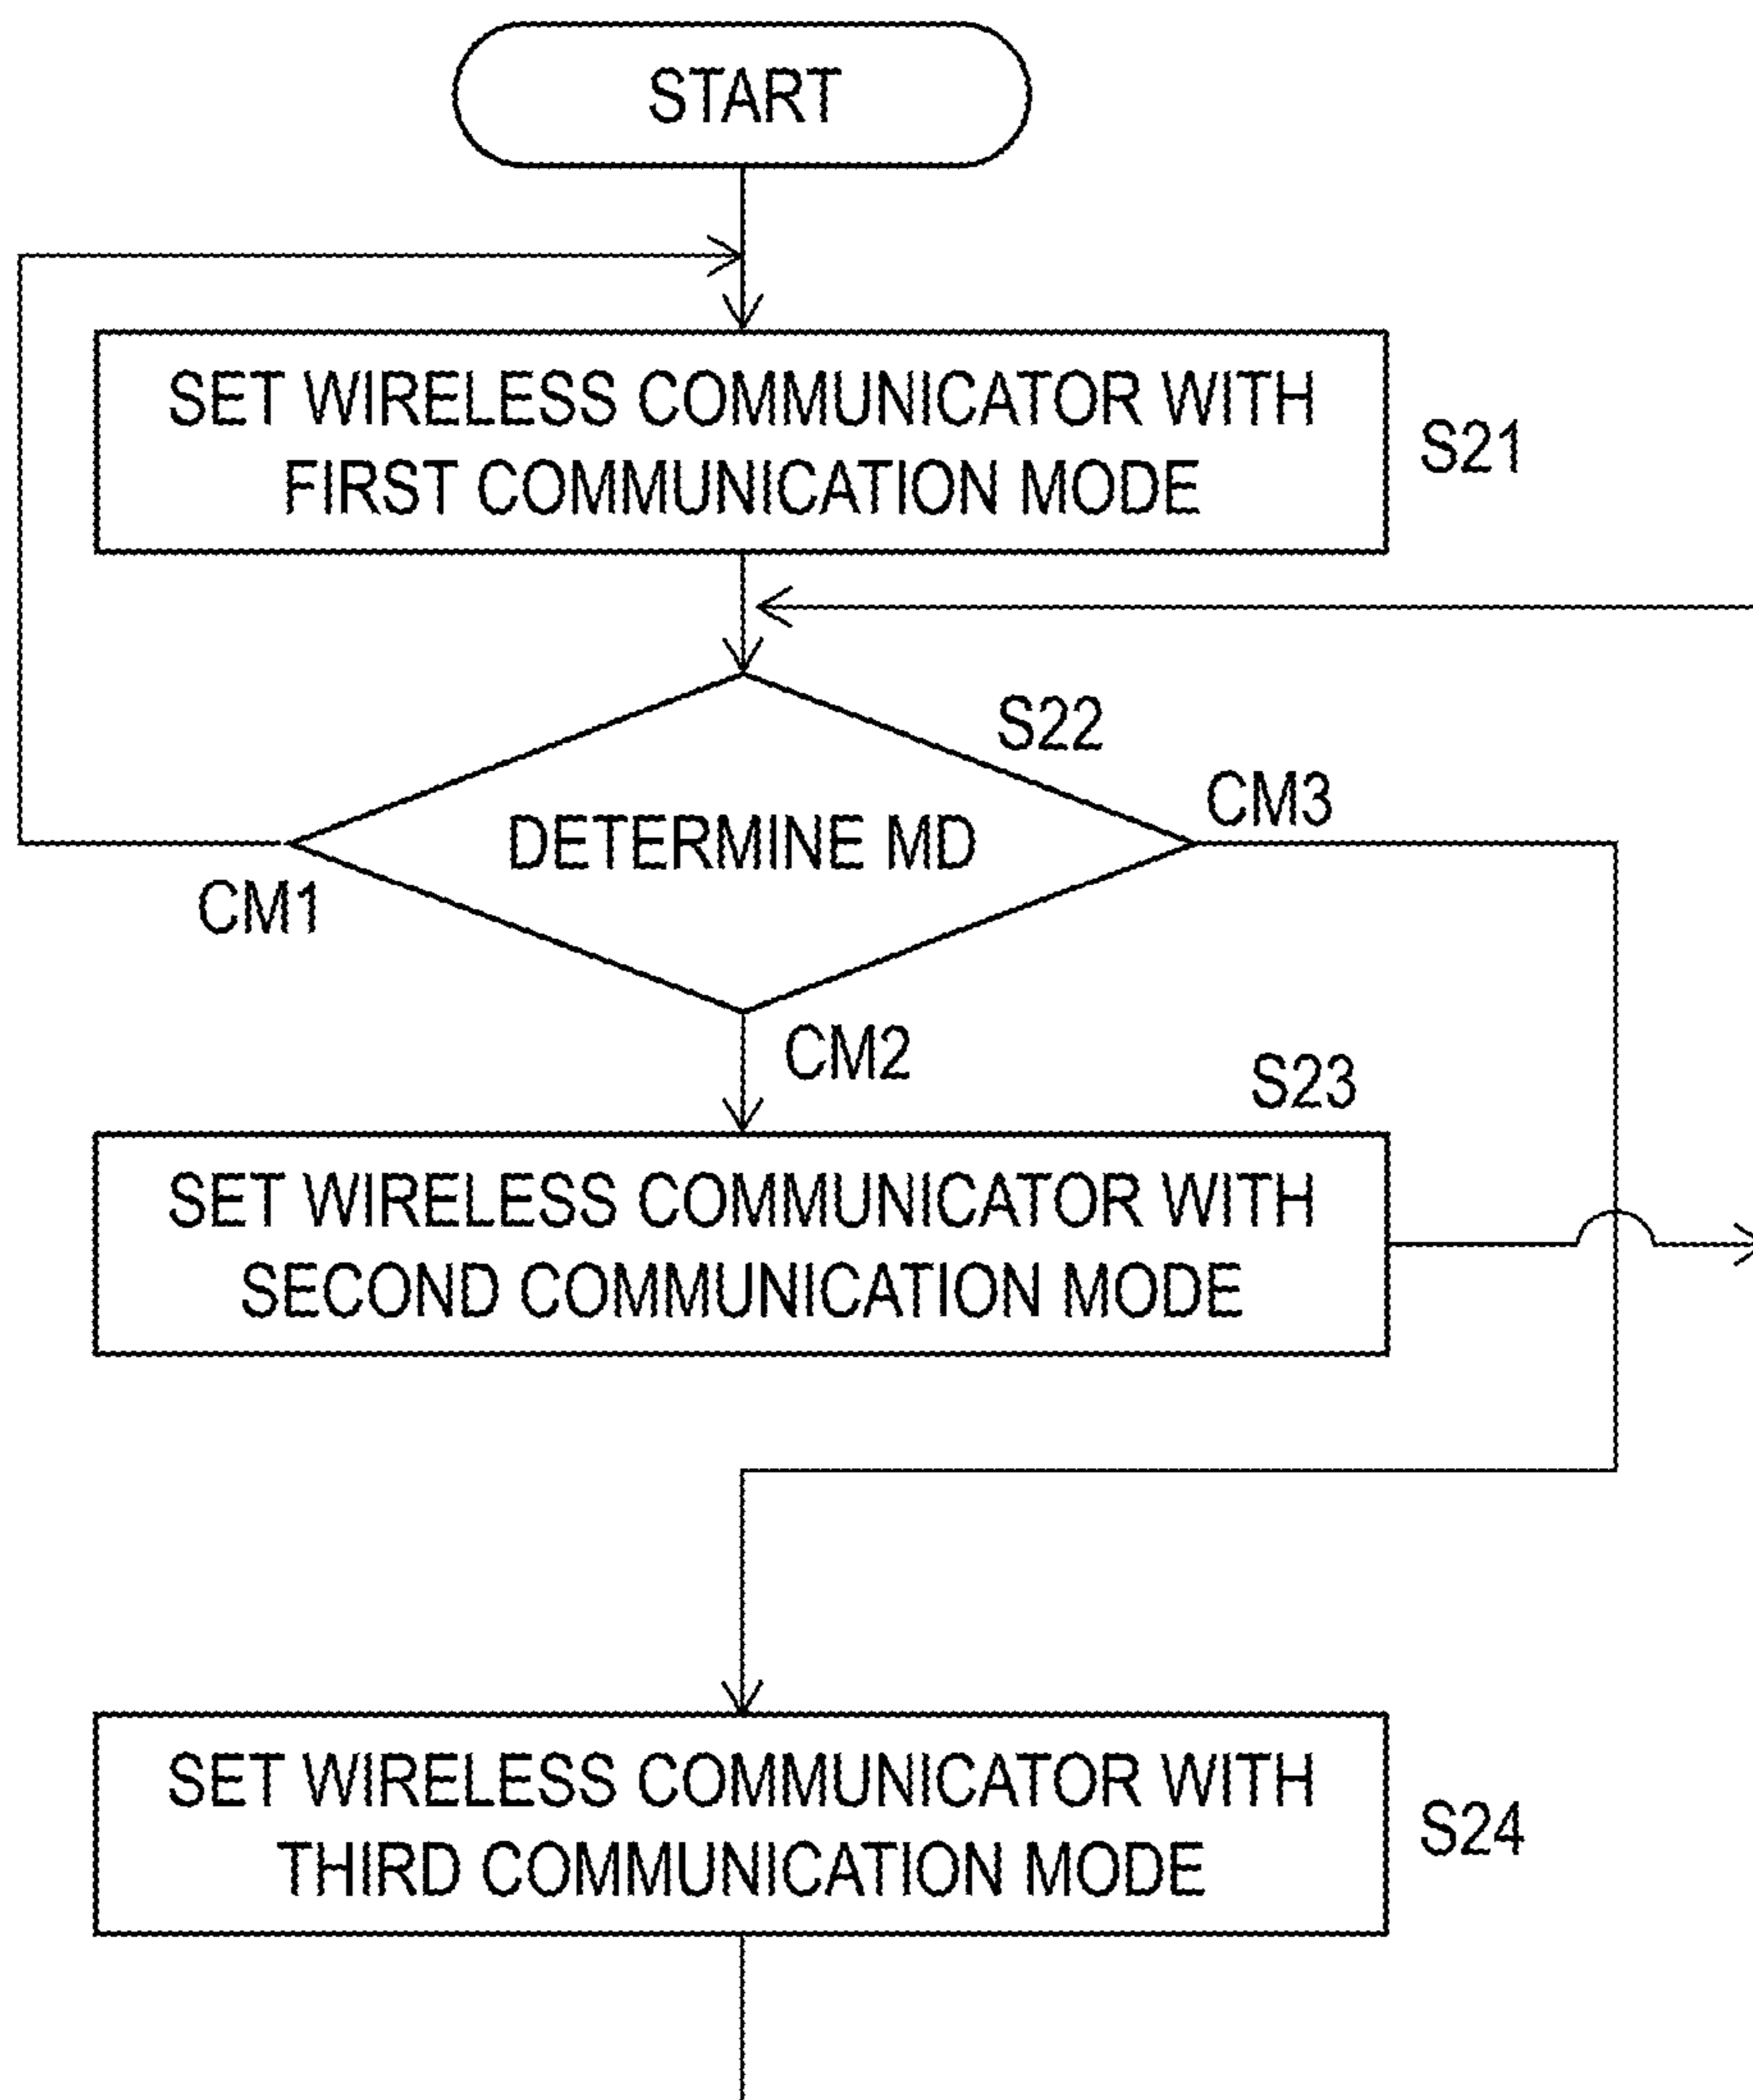 START
SET WIRELESS COMMUNICATOR WITH
FIRST COMMUNICATION MODE
S21
S22
CM3
DETERMINE MD
CM1
CM2
S23
SET WIRELESS COMMUNICATOR WITH
SECOND COMMUNICATION MODE
SET WIRELESS COMMUNICATOR WITH
THIRD COMMUNICATION MODE
S24